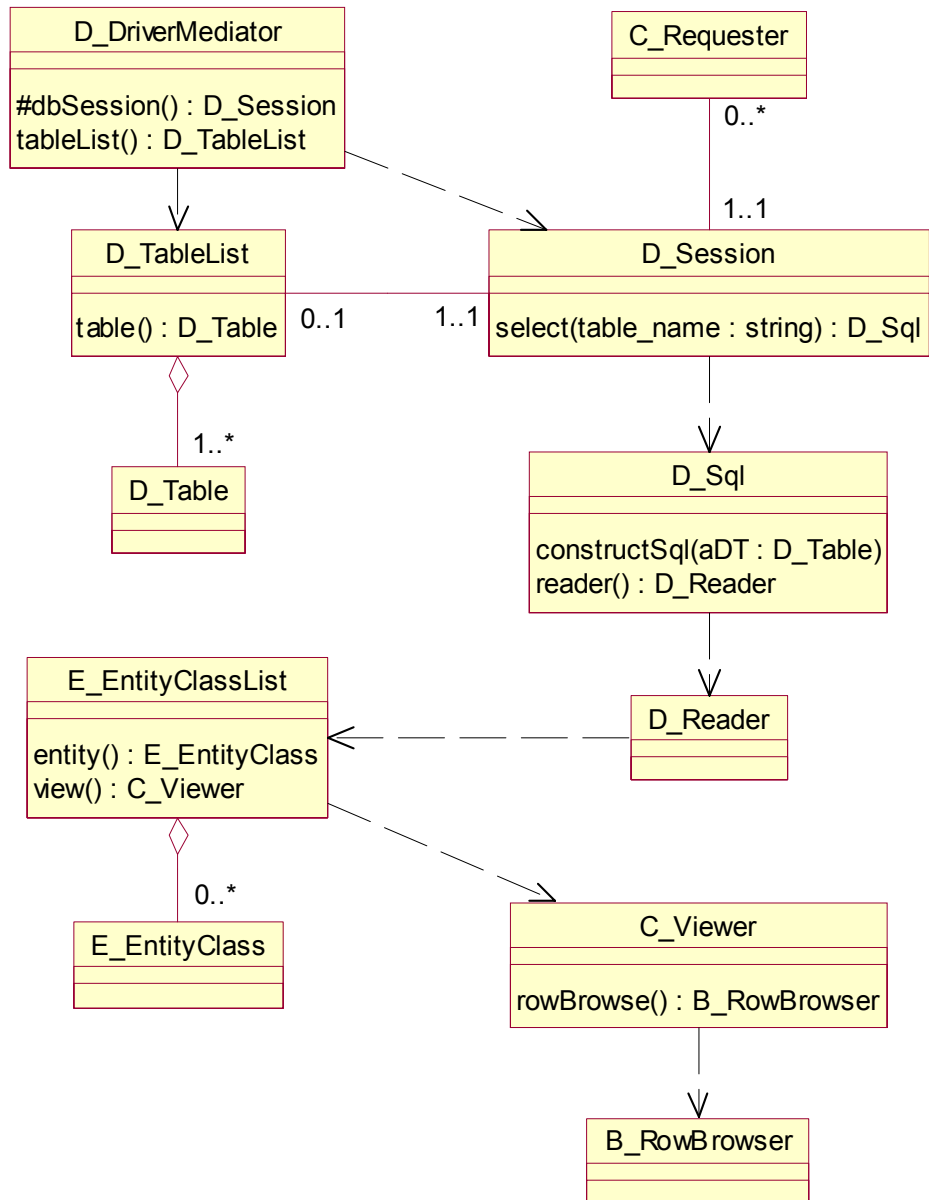 D_DriverMediator
#dbSession() : D_Session
tableList() : D_TableList
C_Requester
0..*
1..1
D_TableList
table() : D_Table
0..1
1..1
D_Session
select(table_name : string) : D_Sql
1..*
D_Table
D_Sql
constructSql(aDT : D_Table)
reader() : D_Reader
E_EntityClassList
entity() : E_EntityClass
view() : C_Viewer
D_Reader
0..*
E_EntityClass
C_Viewer
rowBrowse() : B_RowBrowser
B_RowBrowser